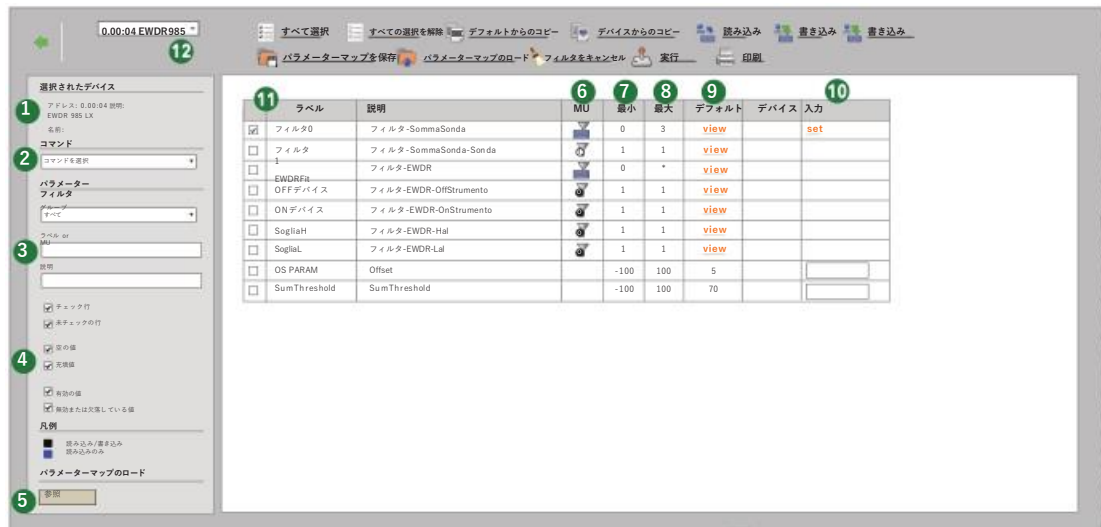 0.00:04 EWDR985
12
すべて選択 すべての選択を解除 デフォルトからのコピー デバイスからのコピー 読み込み 書き込み 書き込み
パラメーターマップを保存 パラメーターマップのロード フィルタをキャンセル 実行 印刷
選択されたデバイス
1
アドレス: 0.00:04 説明:
EWDR 985 LX
名前:
コマンド
2
コマンドを選択
パラメーター
フィルタ
グループ
すべて
ラベル or
MU
3
説明
チェック行
未チェックの行
空の値
4
充填値
有効の値
無効または欠落している値
凡例
読み込み/書き込み
読み込みのみ
パラメーターマップのロード
参照
5
11 6 7 8 9 10
ラベル 説明 MU 最小 最大 デフォルト デバイス 入力
フィルタ0 フィルタ-SommaSonda 0 3 view set
フィルタ
1
フィルタ-SommaSonda-Sonda 1 1 view
EWDRFit フィルタ-EWDR 0 * view
OFFデバイス フィルタ-EWDR-OffStrumento 1 1 view
ONデバイス フィルタ-EWDR-OnStrumento 1 1 view
SogliaH フィルタ-EWDR-Hal 1 1 view
SogliaL フィルタ-EWDR-Lal 1 1 view
OS PARAM Offset -100 100 5
SumThreshold SumThreshold -100 100 70